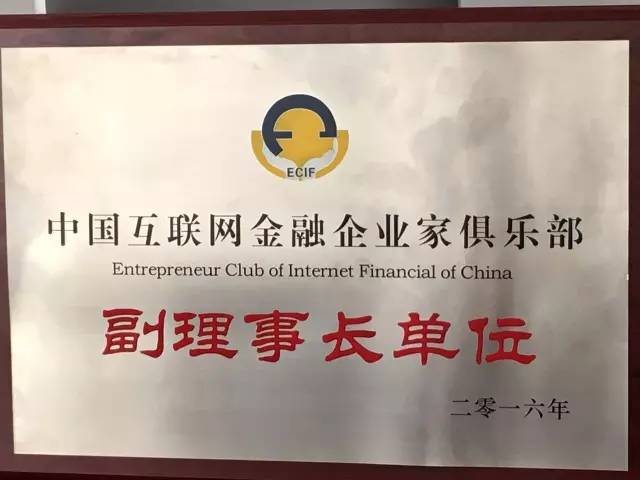 ECIF
中国互联网金融企业家俱乐部
Entrepreneur Club of Internet Financial of China
副理事长单位
二零一六年